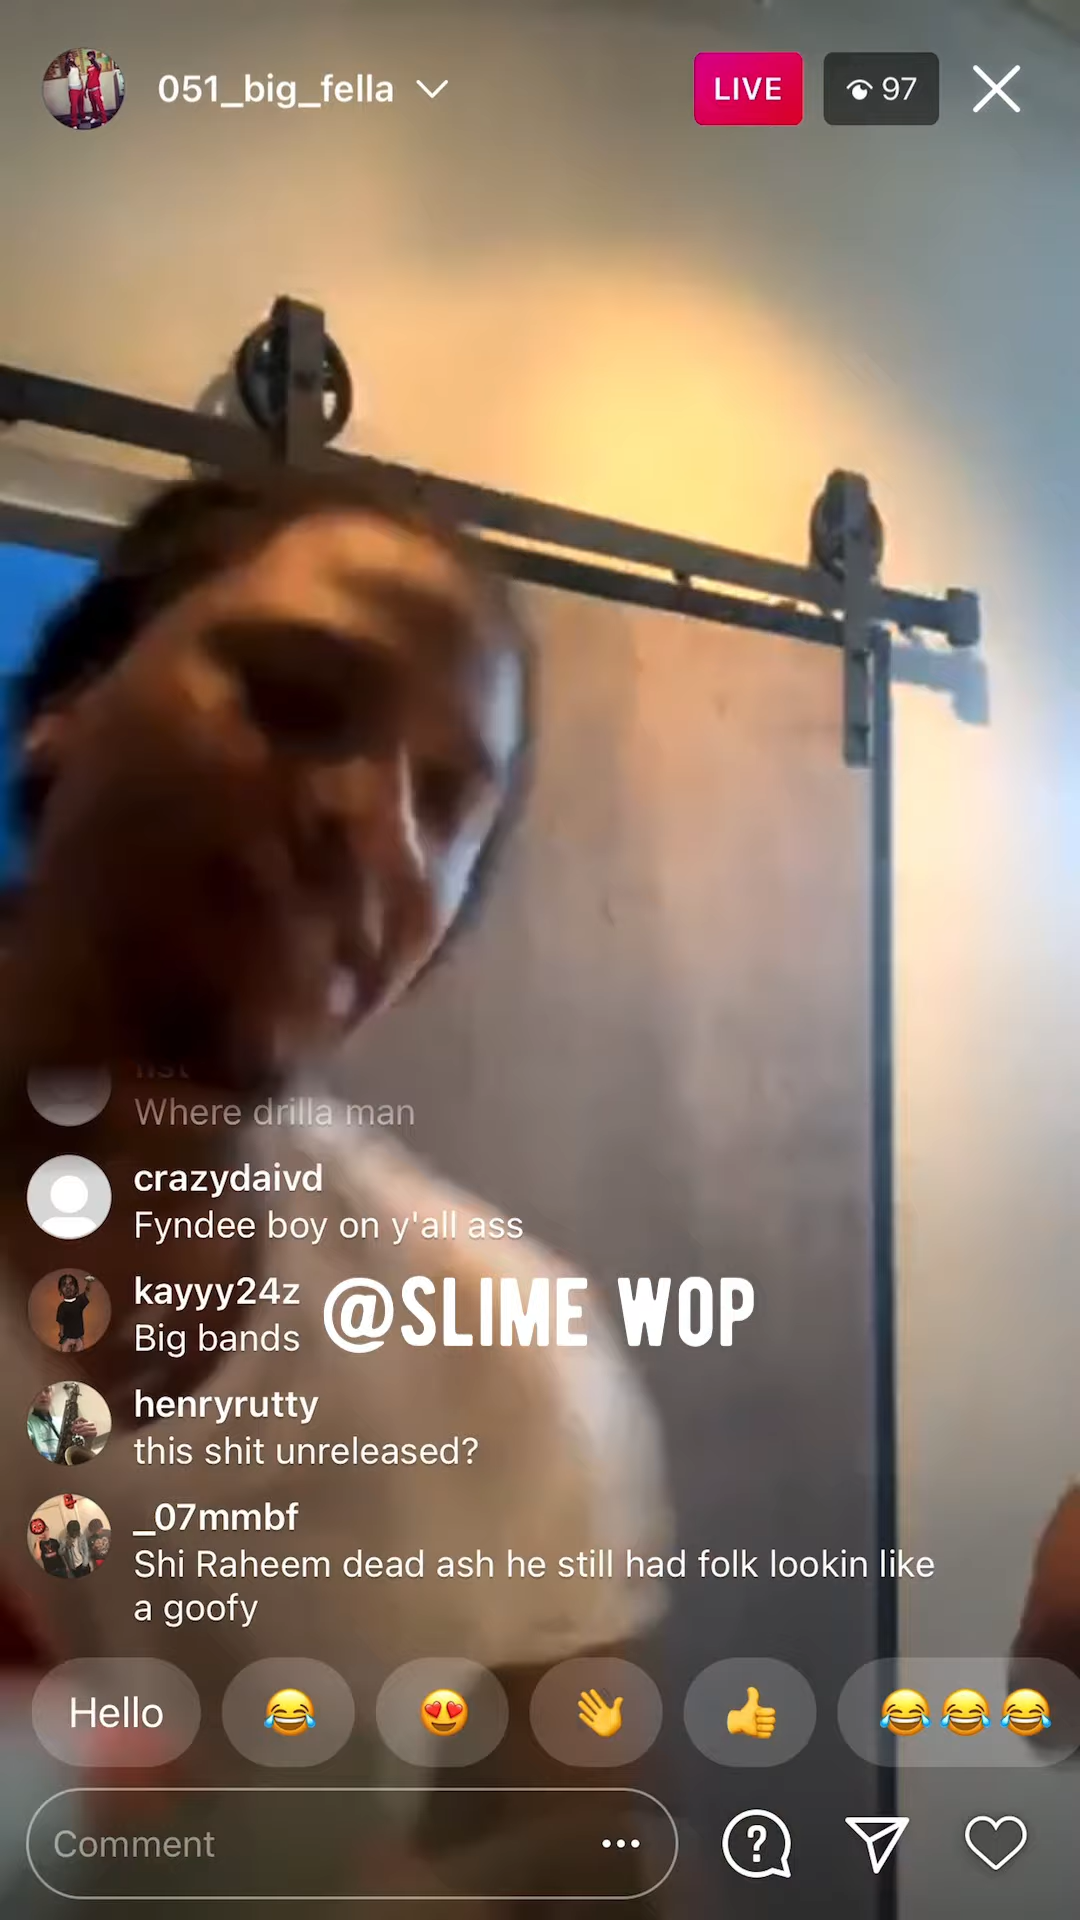 051_big_fella
LIVE
97
Where drilla man
crazydaivd
Fyndee boy on y'all ass
kayyy24z
Big bands
@SLIME WOP
henryrutty
this shit unreleased?
_07mmbf
Shi Raheem dead ash he still had folk lookin like
a goofy
Hello
Comment